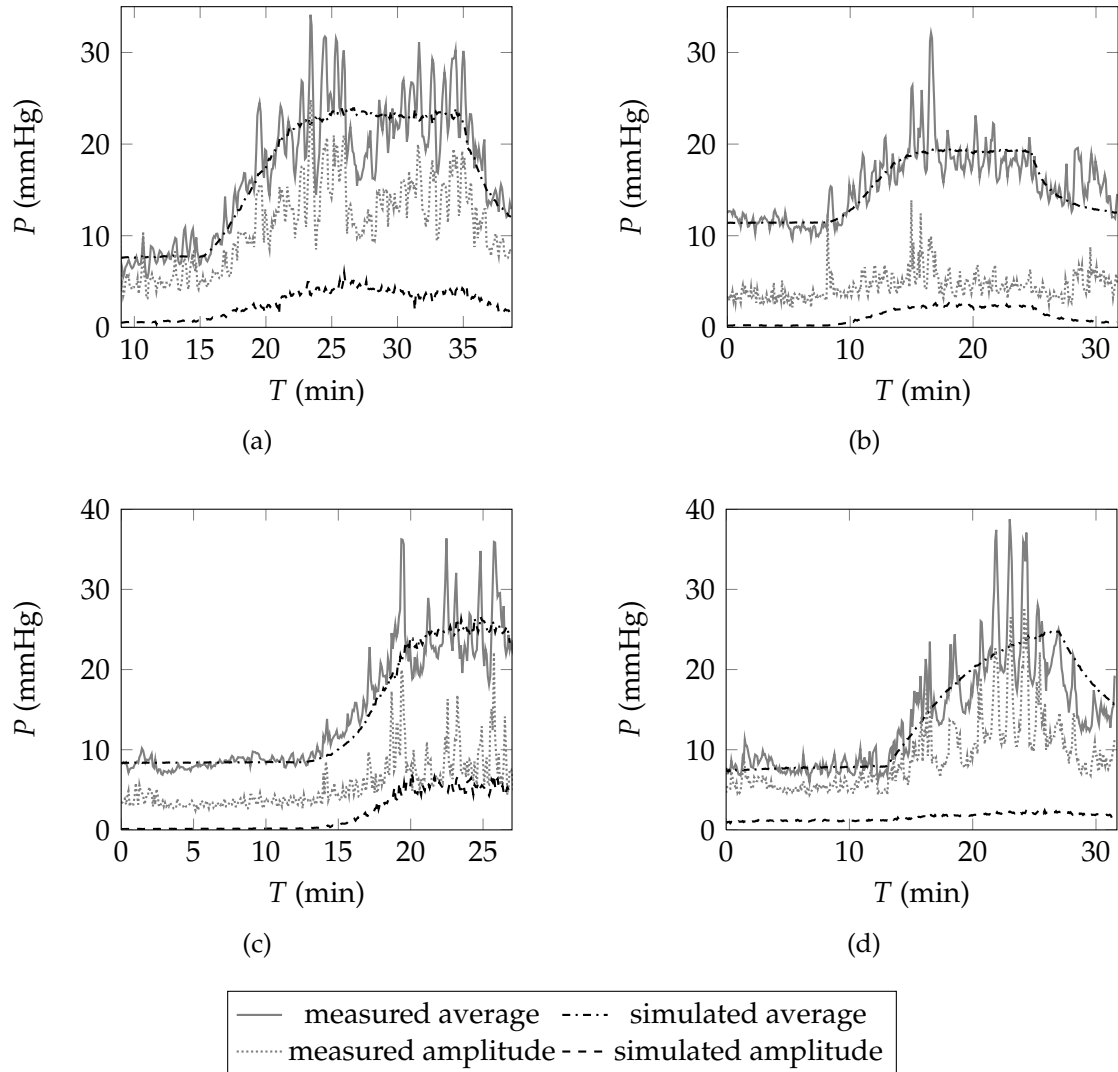 30
20
10
0
P (mmHg)
10 15 20 25 30 35
T (min)
(a)
30
20
10
0
P (mmHg)
0 10 20 30
T (min)
(b)
40
30
20
10
0
P (mmHg)
0 5 10 15 20 25
T (min)
(c)
40
30
20
10
0
P (mmHg)
0 10 20 30
T (min)
(d)
measured average simulated average
measured amplitude simulated amplitude